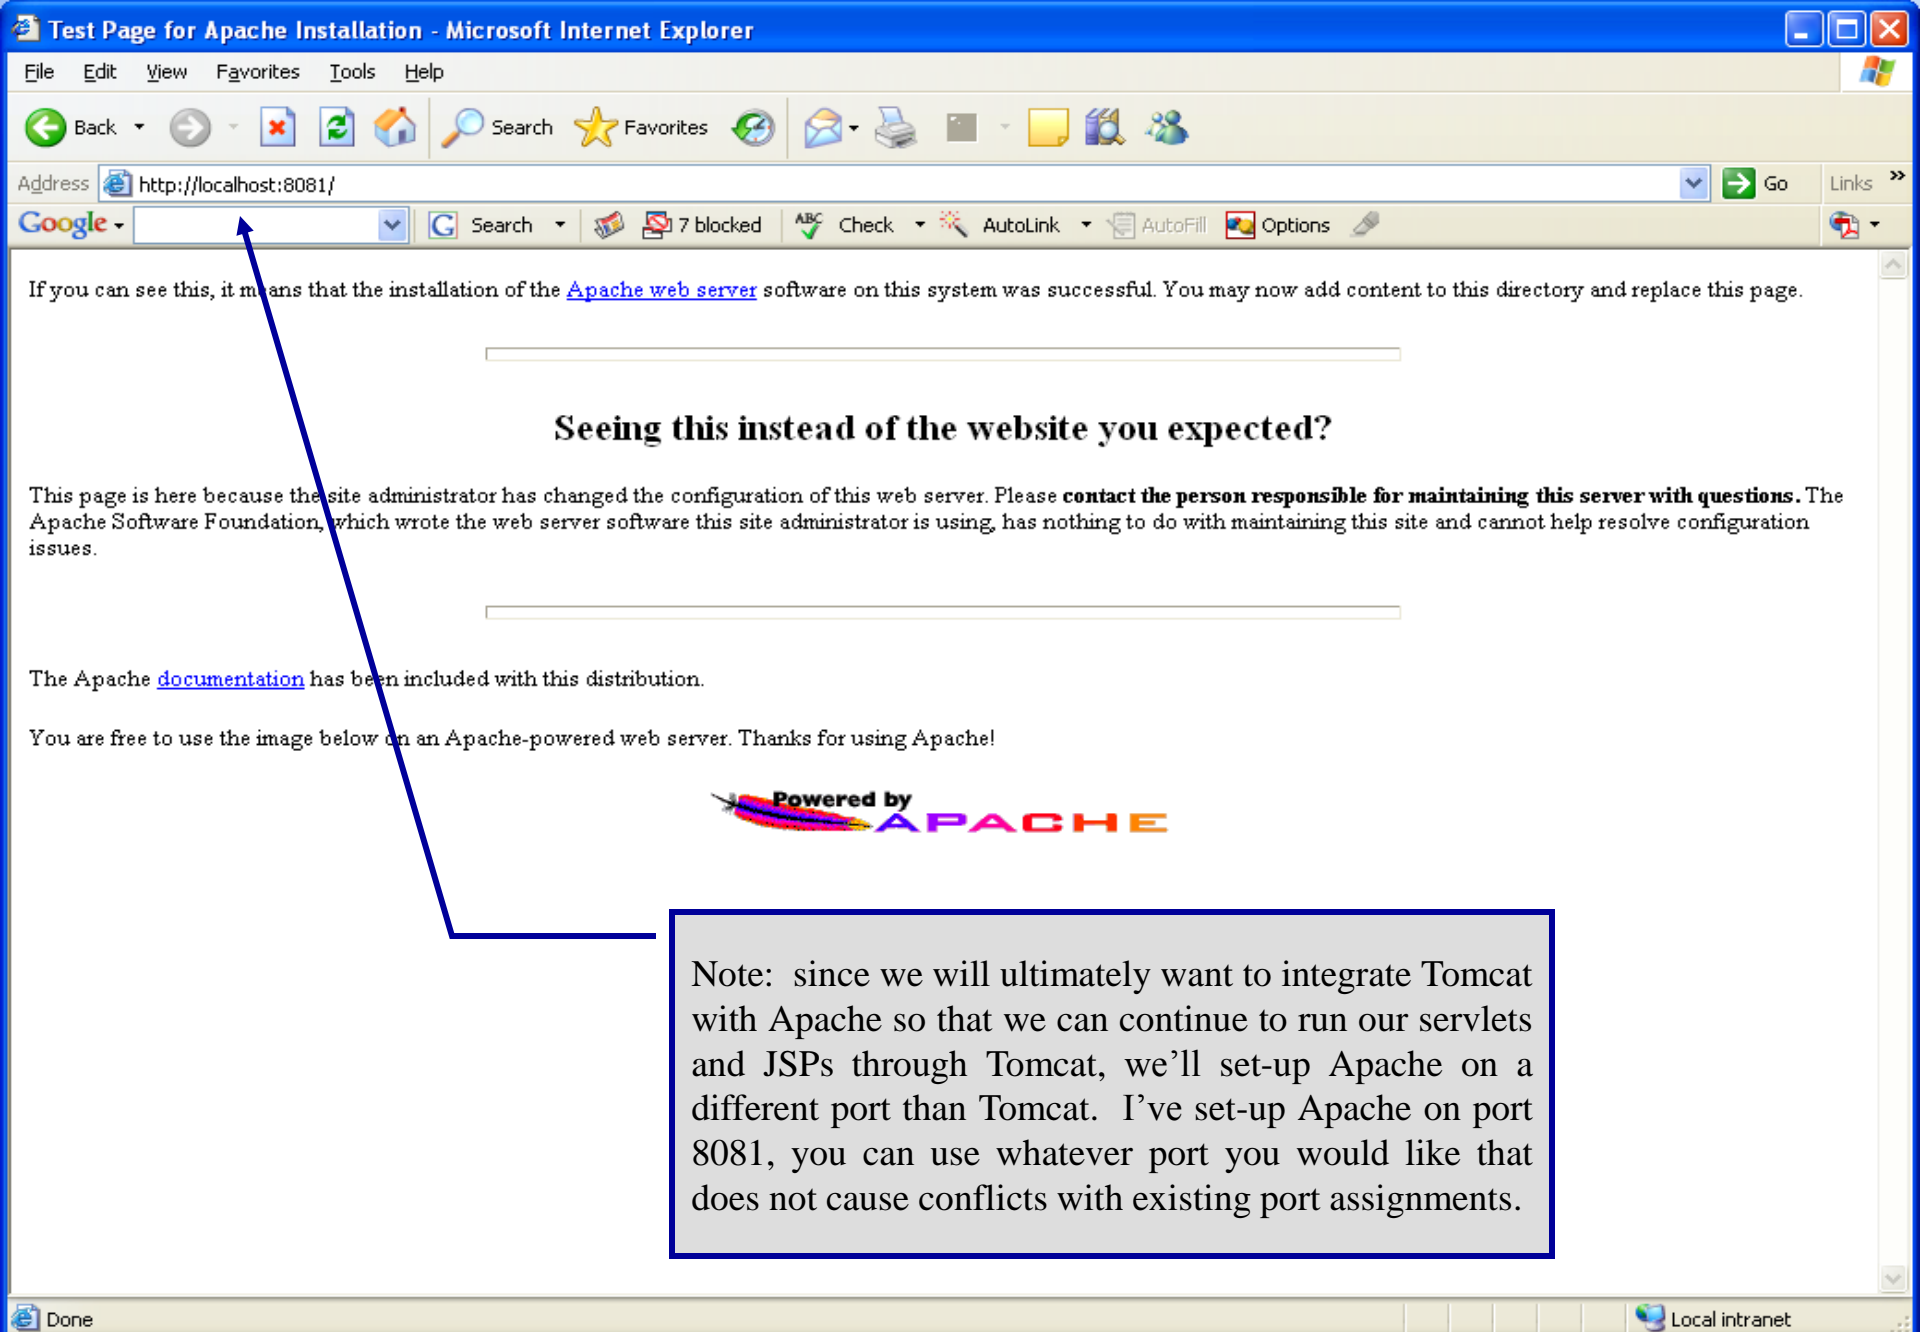 Test Page for Apache Installation - Microsoft Internet Explorer
File Edit View Favorites Tools Help
Back Search Favorites
Address http://localhost:8081/ Go Links »
Google G Search 7 blocked ABC Check AutoLink AutoFill Options
If you can see this, it means that the installation of the Apache web server software on this system was successful. You may now add content to this directory and replace this page.
Seeing this instead of the website you expected?
This page is here because the site administrator has changed the configuration of this web server. Please contact the person responsible for maintaining this server with questions. The
Apache Software Foundation, which wrote the web server software this site administrator is using, has nothing to do with maintaining this site and cannot help resolve configuration
issues.
The Apache documentation has been included with this distribution.
You are free to use the image below on an Apache-powered web server. Thanks for using Apache!
Powered by
APACHE
Note: since we will ultimately want to integrate Tomcat
with Apache so that we can continue to run our servlets
and JSPs through Tomcat, we’ll set-up Apache on a
different port than Tomcat. I’ve set-up Apache on port
8081, you can use whatever port you would like that
does not cause conflicts with existing port assignments.
Done Local intranet